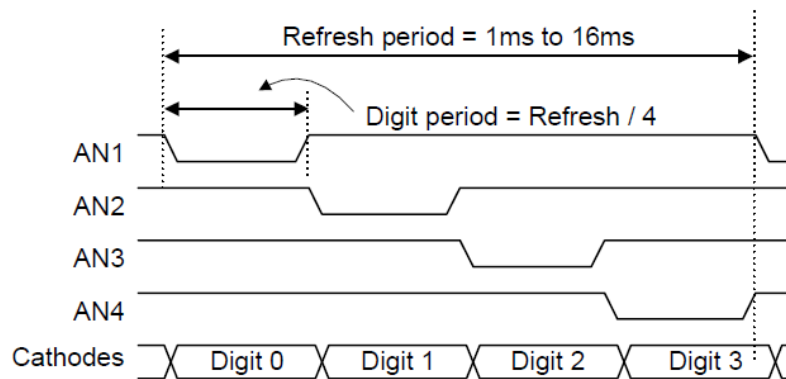 Refresh period = 1ms to 16ms
Digit period = Refresh / 4
AN1
AN2
AN3
AN4
Cathodes Digit 0 Digit 1 Digit 2 Digit 3